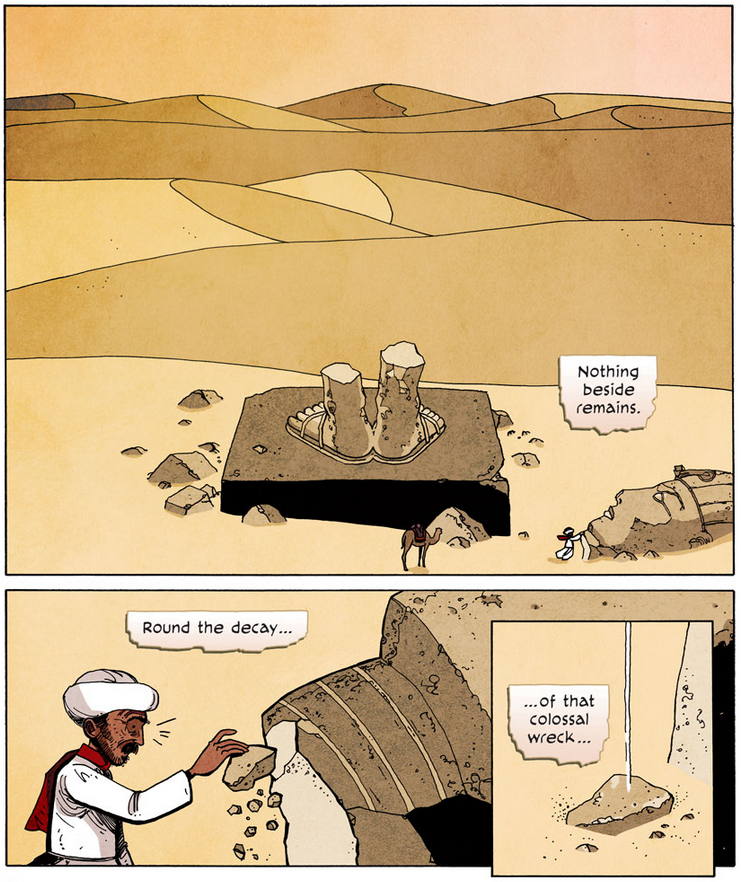 Nothing
beside
remains.
Round the decay...
...of that
colossal
wreck...